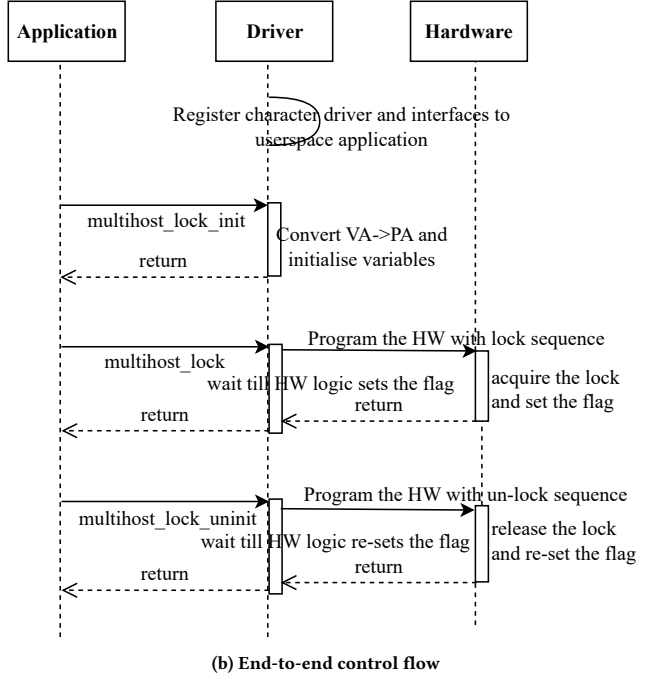 Application
Driver
Hardware
Register character driver and interfaces to
userspace application
multihost_lock_init
Convert VA->PA and
initialise variables
return
Program the HW with lock sequence
multihost_lock
wait till HW logic sets the flag
acquire the lock
and set the flag
return
return
Program the HW with un-lock sequence
multihost_lock_uninit
wait till HW logic re-sets the flag
release the lock
and re-set the flag
return
return
(b) End-to-end control flow